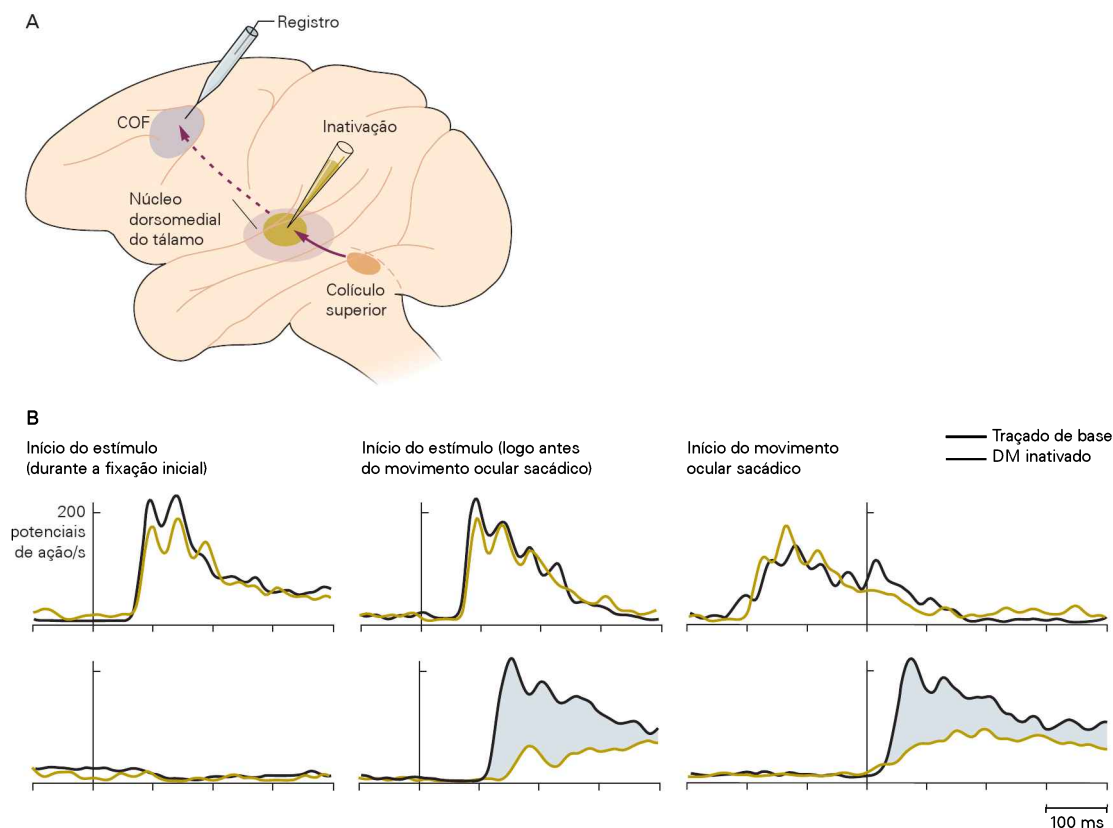 A
Registro
COF
Inativação
Núcleo
dorsomedial
do tálamo
Colículo
superior
B
Início do estímulo
(durante a fixação inicial)
Início do estímulo (logo antes
do movimento ocular sacádico)
Início do movimento
ocular sacádico
Traçado de base
DM inativado
200
potenciais
de ação/s
100 ms